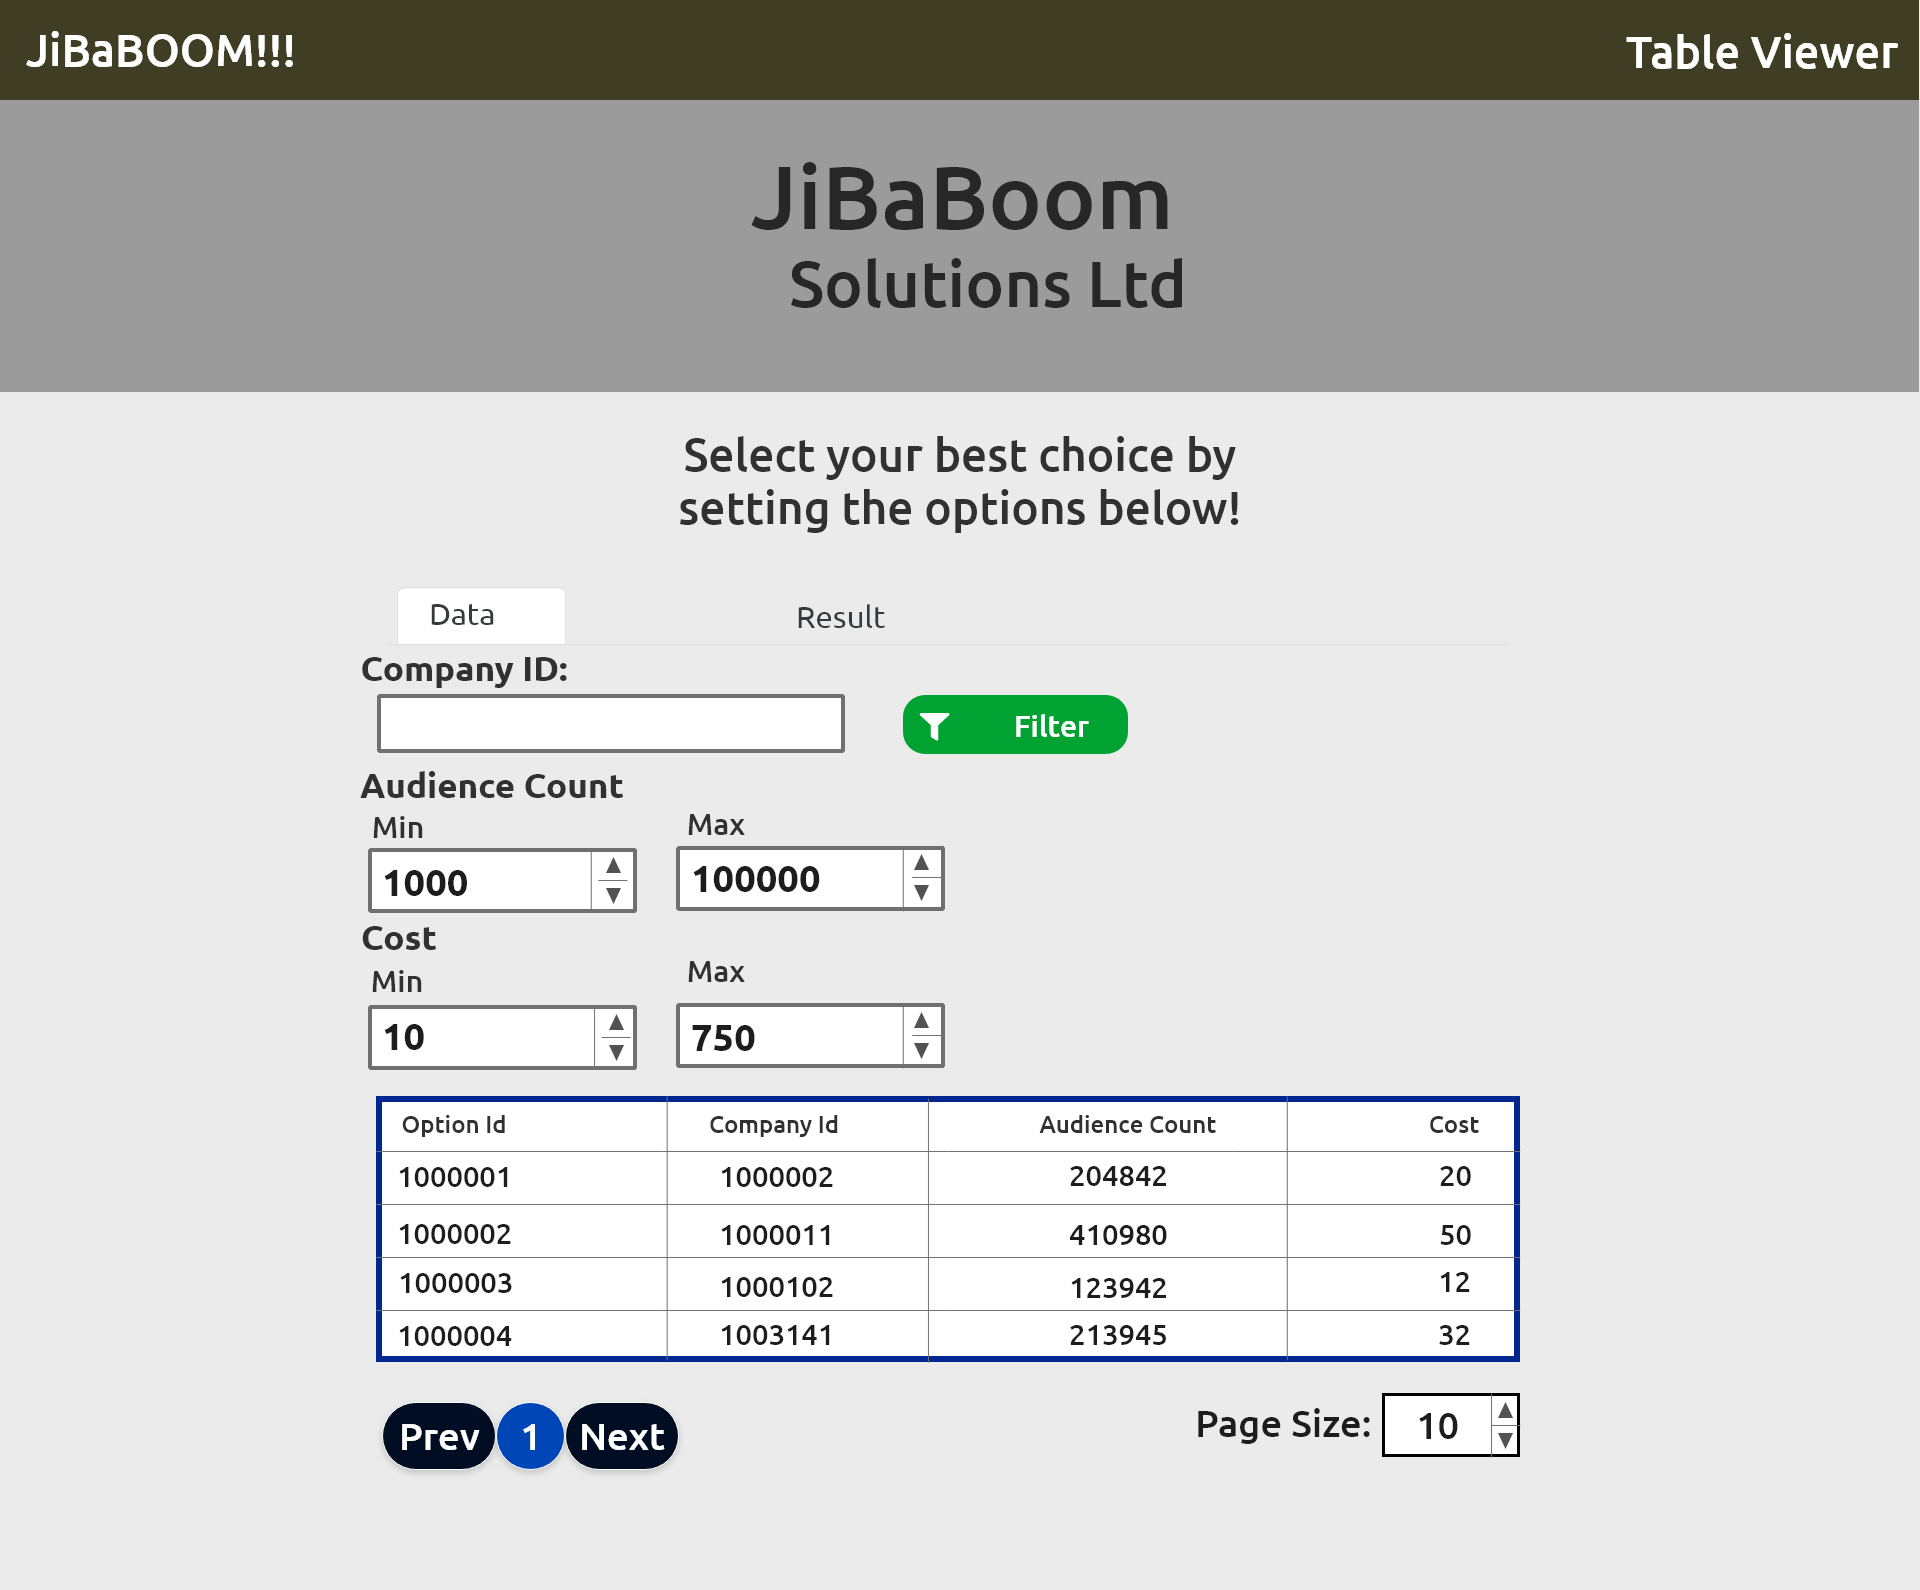 JiBaBOOM!!!
Table Viewer
JiBaBoom
Solutions Ltd
Select your best choice by
setting the options below!
Data Result
Company ID:
Filter
Audience Count
Min Max
1000 100000
Cost
Min Max
10 750
Option Id Company Id Audience Count Cost
1000001 1000002 204842 20
1000002 1000011 410980 50
1000003 1000102 123942 12
1000004 1003141 213945 32
Prev 1 Next Page Size: 10